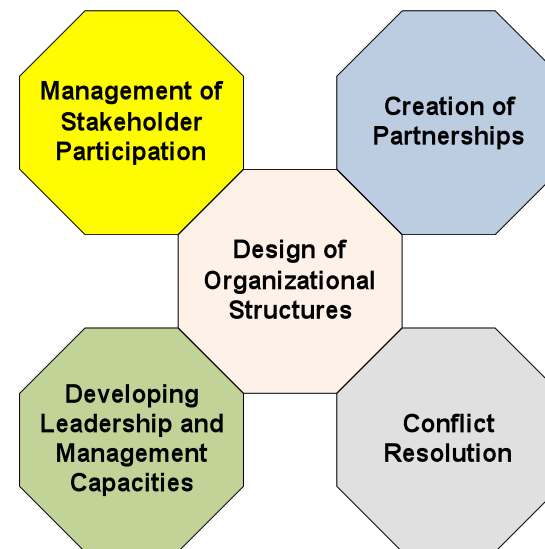 Management of
Stakeholder
Participation
Creation of
Partnerships
Design of
Organizational
Structures
Developing
Leadership and
Management
Capacities
Conflict
Resolution